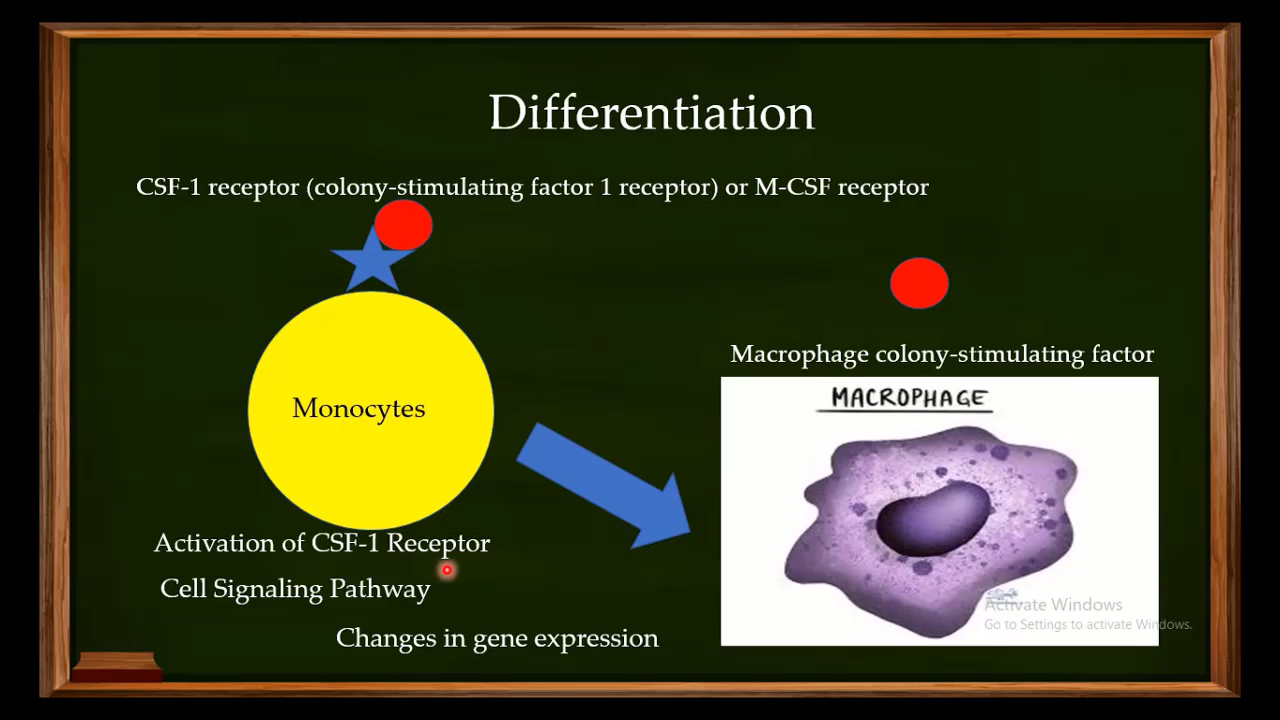 Differentiation
CSF-1 receptor (colony-stimulating factor 1 receptor) or M-CSF receptor
Macrophage colony-stimulating factor
MACROPHAGE
Monocytes
Activation of CSF-1 Receptor
Cell Signaling Pathway
Changes in gene expression
Activate Windows
Go to Settings to activate Windows.